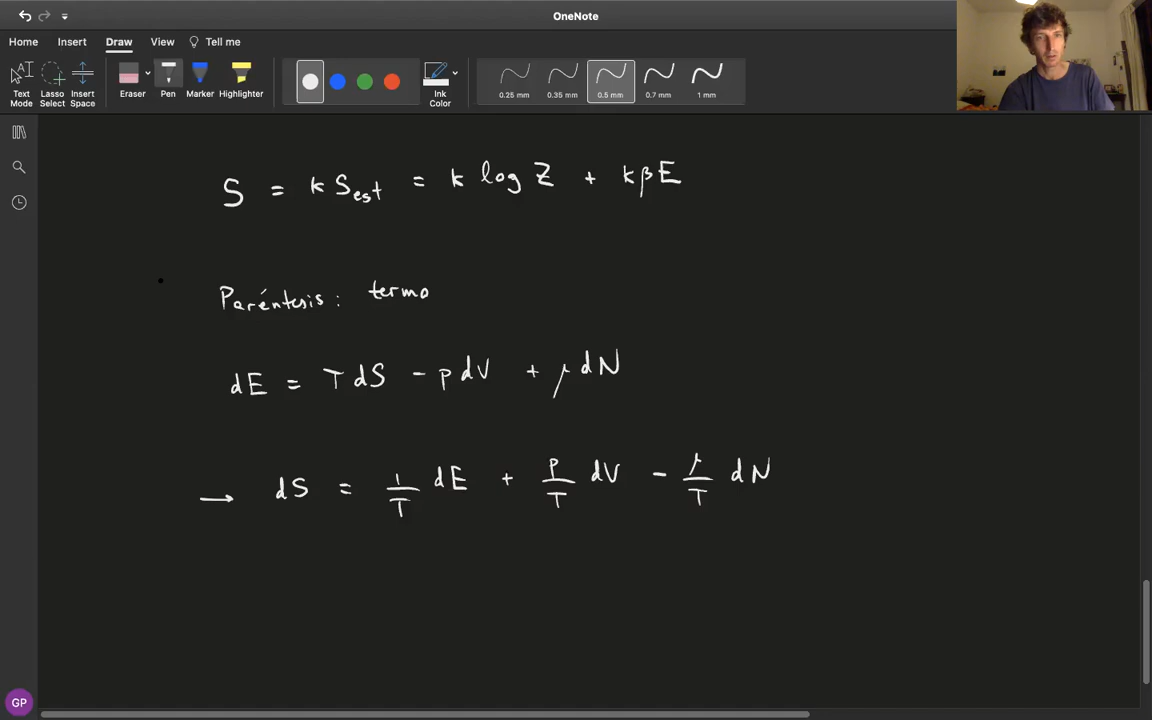 OneNote
Home Insert Draw View Tell me
Text Mode Lasso Select Insert Space Eraser Pen Marker Highlighter Ink Color 0.25 mm 0.35 mm 0.5 mm 0.7 mm 1 mm
S = k S_est = k log Z + kβE
Paréntesis: termo
dE = T dS - p dV + μ dN
→ dS = 1/T dE + p/T dV - μ/T dN
GP